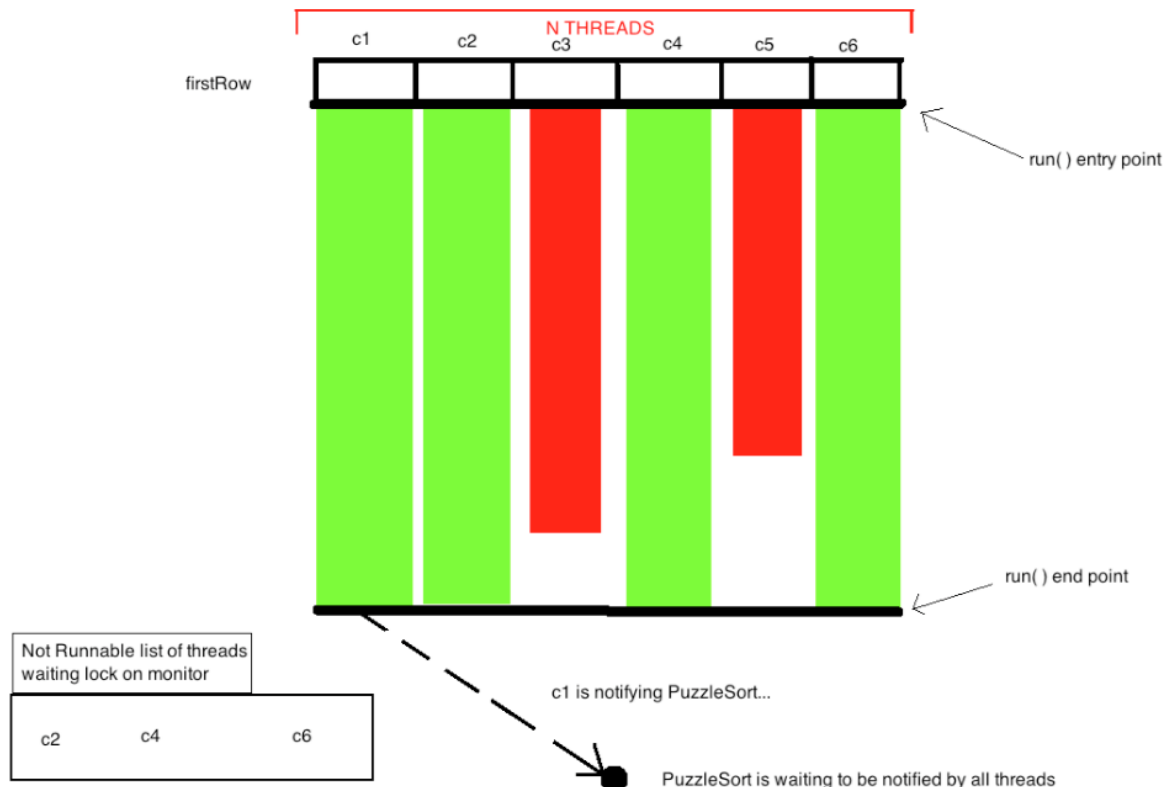 N THREADS
c1 c2 c3 c4 c5 c6
firstRow
run( ) entry point
run( ) end point
Not Runnable list of threads
waiting lock on monitor
c1 is notifying PuzzleSort...
c2 c4 c6
PuzzleSort is waiting to be notified by all threads